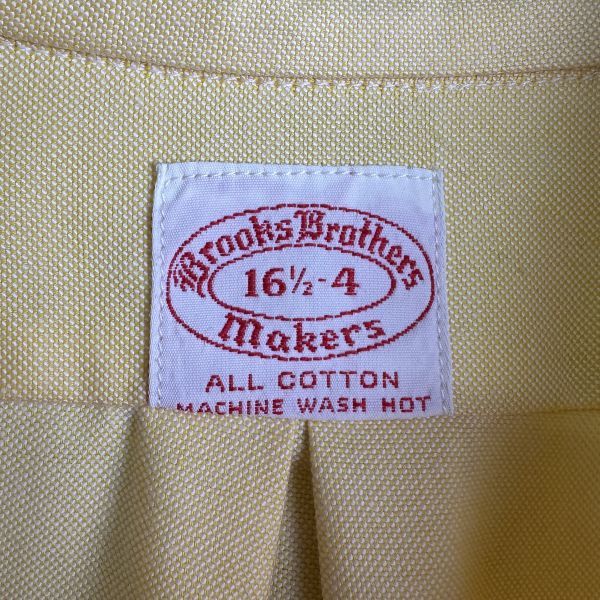 Brooks Brothers
16½-4
Makers
ALL COTTON
MACHINE WASH HOT